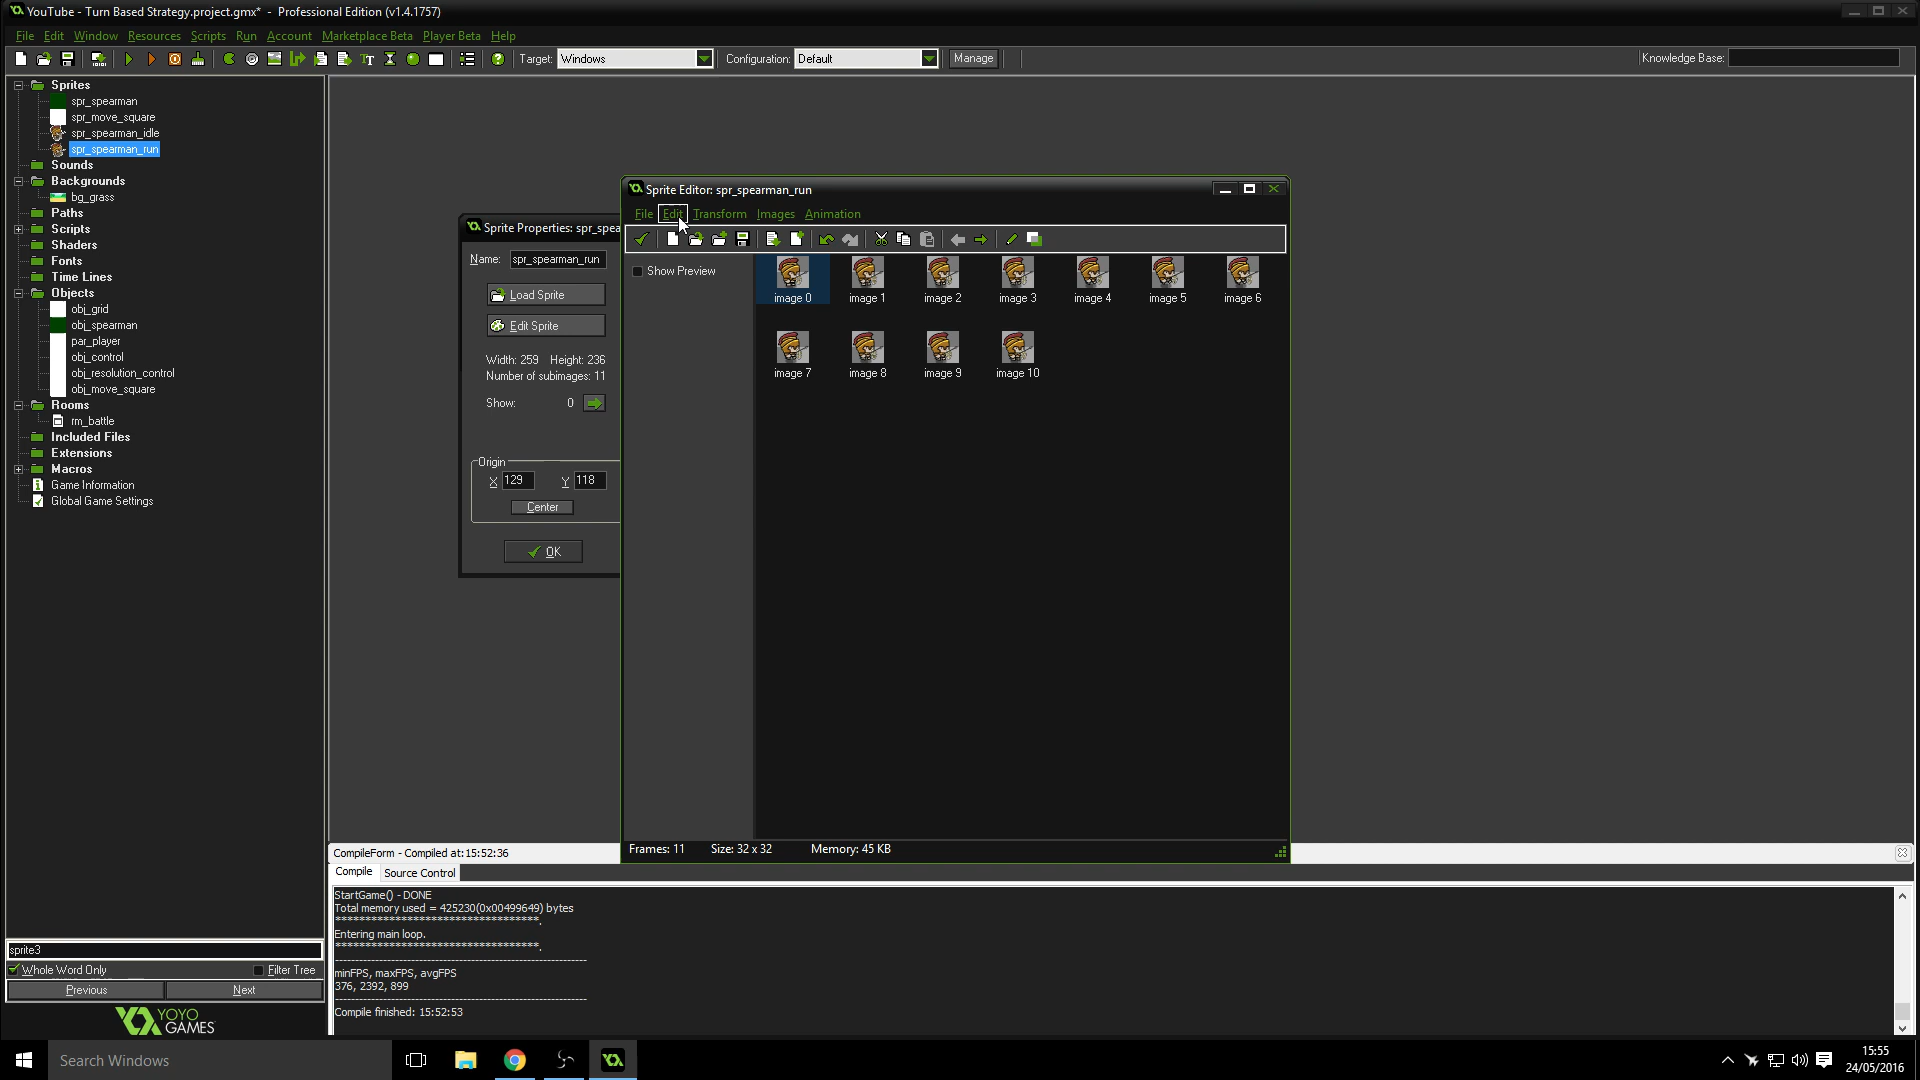 YouTube - Turn Based Strategy.project.gmx* - Professional Edition (v1.4.1757)
File Edit Window Resources Scripts Run Account Marketplace Beta Player Beta Help
Target: Windows Configuration: Default Manage Knowledge Base:
Sprites
spr_spearman
spr_move_square
spr_spearman_idle
spr_spearman_run
Sounds
Backgrounds
bg_grass
Paths
Scripts
Shaders
Fonts
Time Lines
Objects
obj_grid
obj_spearman
par_player
obj_control
obj_resolution_control
obj_move_square
Rooms
rm_battle
Included Files
Extensions
Macros
Game Information
Global Game Settings
sprite3
Whole Word Only Filter Tree
Previous Next
YOYO
GAMES
Sprite Properties: spr_spea
Name: spr_spearman_run
Load Sprite
Edit Sprite
Width: 259 Height: 236
Number of subimages: 11
Show: 0
Origin
X 129 Y 118
Center
OK
Sprite Editor: spr_spearman_run
File Edit Transform Images Animation
Show Preview
image 0 image 1 image 2 image 3 image 4 image 5 image 6
image 7 image 8 image 9 image 10
Frames: 11 Size: 32 x 32 Memory: 45 KB
CompileForm - Compiled at: 15:52:36
Compile Source Control
StartGame() - DONE
Total memory used = 425230(0x00499649) bytes
Entering main loop.
minFPS, maxFPS, avgFPS
376, 2392, 899
Compile finished: 15:52:53
Search Windows
15:55
24/05/2016